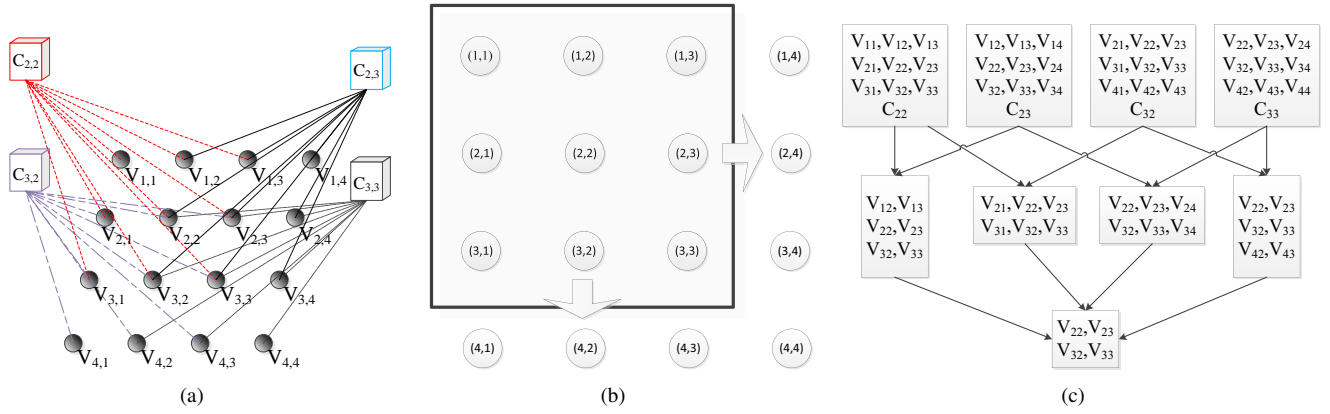 C2,2
C2,3
C3,2
C3,3
V1,1
V1,2
V1,3
V1,4
V2,1
V2,2
V2,3
V2,4
V3,1
V3,2
V3,3
V3,4
V4,1
V4,2
V4,3
V4,4
(a)
(1,1) (1,2) (1,3) (1,4)
(2,1) (2,2) (2,3) (2,4)
(3,1) (3,2) (3,3) (3,4)
(4,1) (4,2) (4,3) (4,4)
(b)
V11,V12,V13
V21,V22,V23
V31,V32,V33
C22
V12,V13,V14
V22,V23,V24
V32,V33,V34
C23
V21,V22,V23
V31,V32,V33
V41,V42,V43
C32
V22,V23,V24
V32,V33,V34
V42,V43,V44
C33
V12,V13
V22,V23
V32,V33
V21,V22,V23
V31,V32,V33
V22,V23,V24
V32,V33,V34
V22,V23
V32,V33
V42,V43
V22,V23
V32,V33
(c)